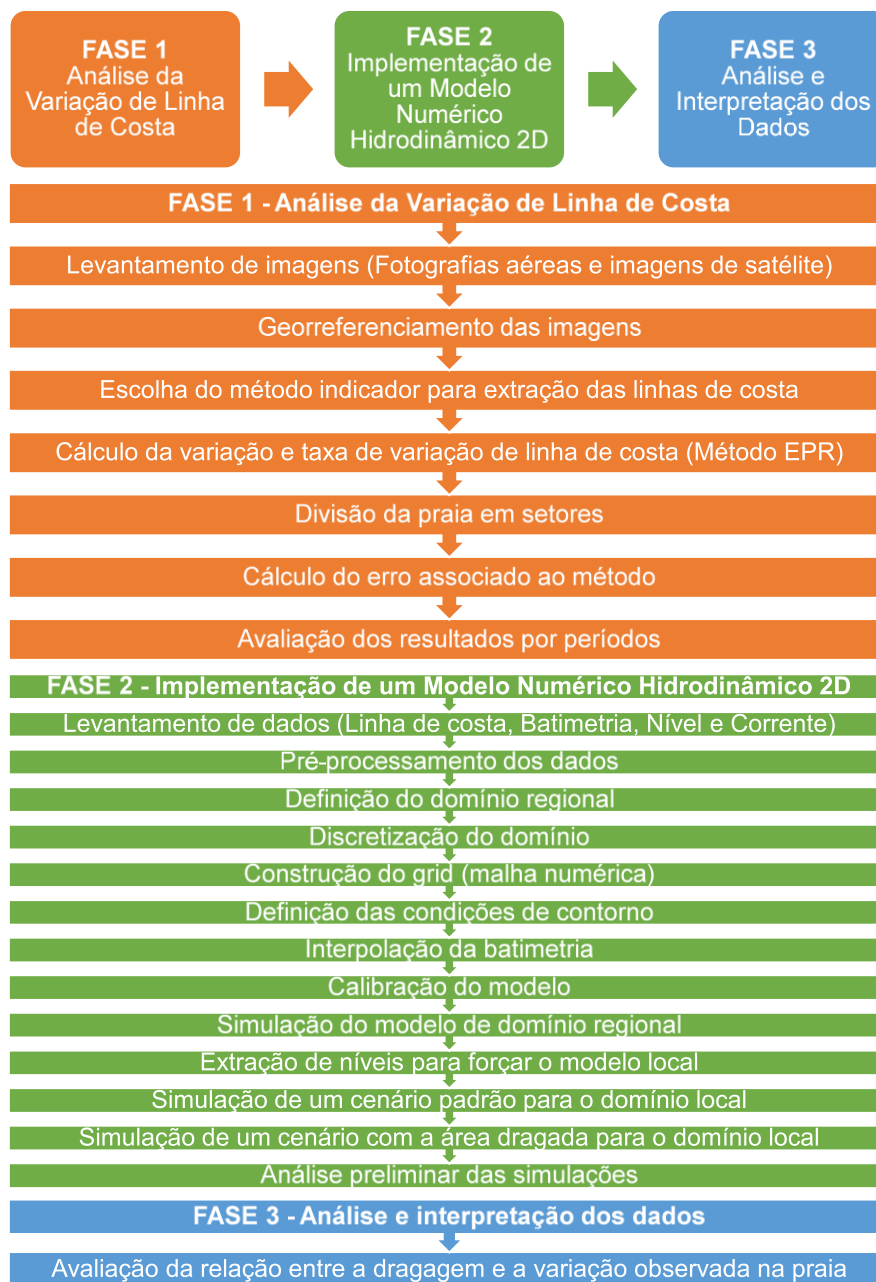 FASE 1
Análise da
Variação de Linha
de Costa
FASE 2
Implementação de
um Modelo
Numérico
Hidrodinâmico 2D
FASE 3
Análise e
Interpretação dos
Dados
FASE 1 - Análise da Variação de Linha de Costa
Levantamento de imagens (Fotografias aéreas e imagens de satélite)
Georreferenciamento das imagens
Escolha do método indicador para extração das linhas de costa
Cálculo da variação e taxa de variação de linha de costa (Método EPR)
Divisão da praia em setores
Cálculo do erro associado ao método
Avaliação dos resultados por períodos
FASE 2 - Implementação de um Modelo Numérico Hidrodinâmico 2D
Levantamento de dados (Linha de costa, Batimetria, Nível e Corrente)
Pré-processamento dos dados
Definição do domínio regional
Discretização do domínio
Construção do grid (malha numérica)
Definição das condições de contorno
Interpolação da batimetria
Calibração do modelo
Simulação do modelo de domínio regional
Extração de níveis para forçar o modelo local
Simulação de um cenário padrão para o domínio local
Simulação de um cenário com a área dragada para o domínio local
Análise preliminar das simulações
FASE 3 - Análise e interpretação dos dados
Avaliação da relação entre a dragagem e a variação observada na praia